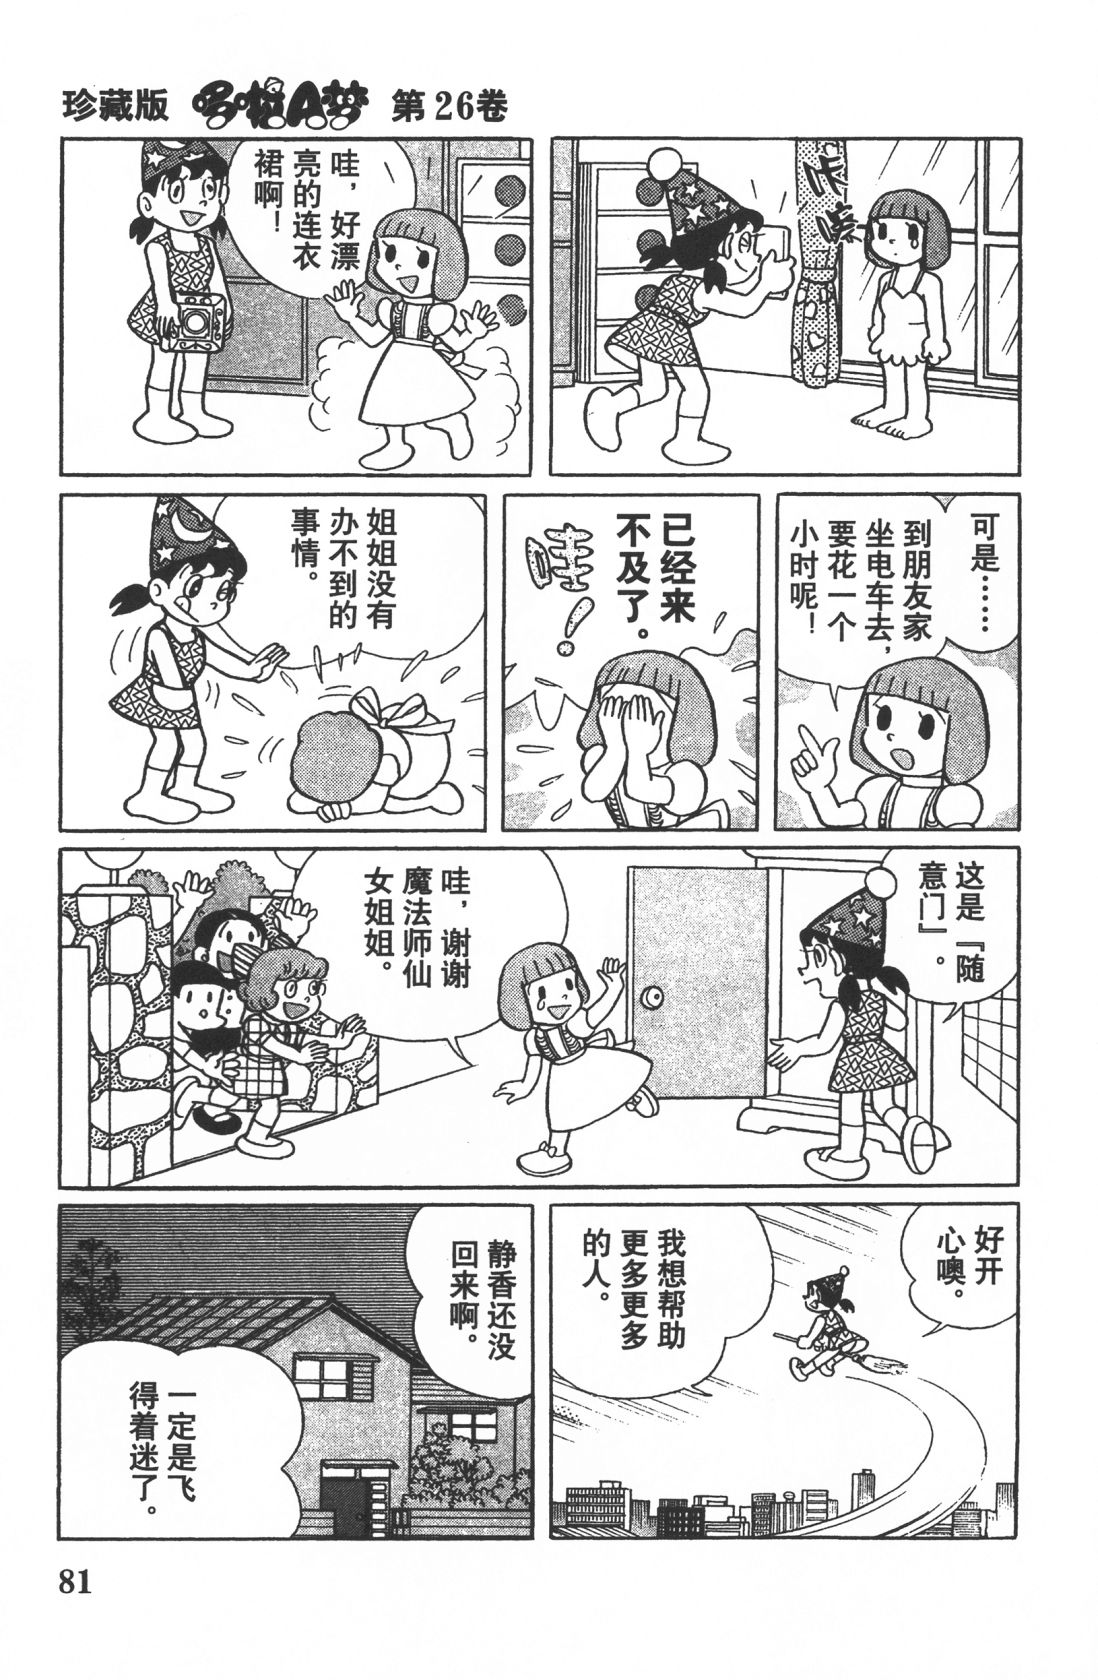 珍藏版 哆啦A梦 第26卷
咔
嚓
哇，好漂
亮的连衣
裙啊！
可是……
到朋友家
坐电车去，
要花一个
小时呢！
已经来
不及了。
哇！
姐姐没有
办不到的
事情。
这是『随
意门』。
哇，谢谢
魔法师仙
女姐姐。
好开
心噢。
我想帮助
更多更多
的人。
静香还没
回来啊。
一定是飞
得着迷了。
81